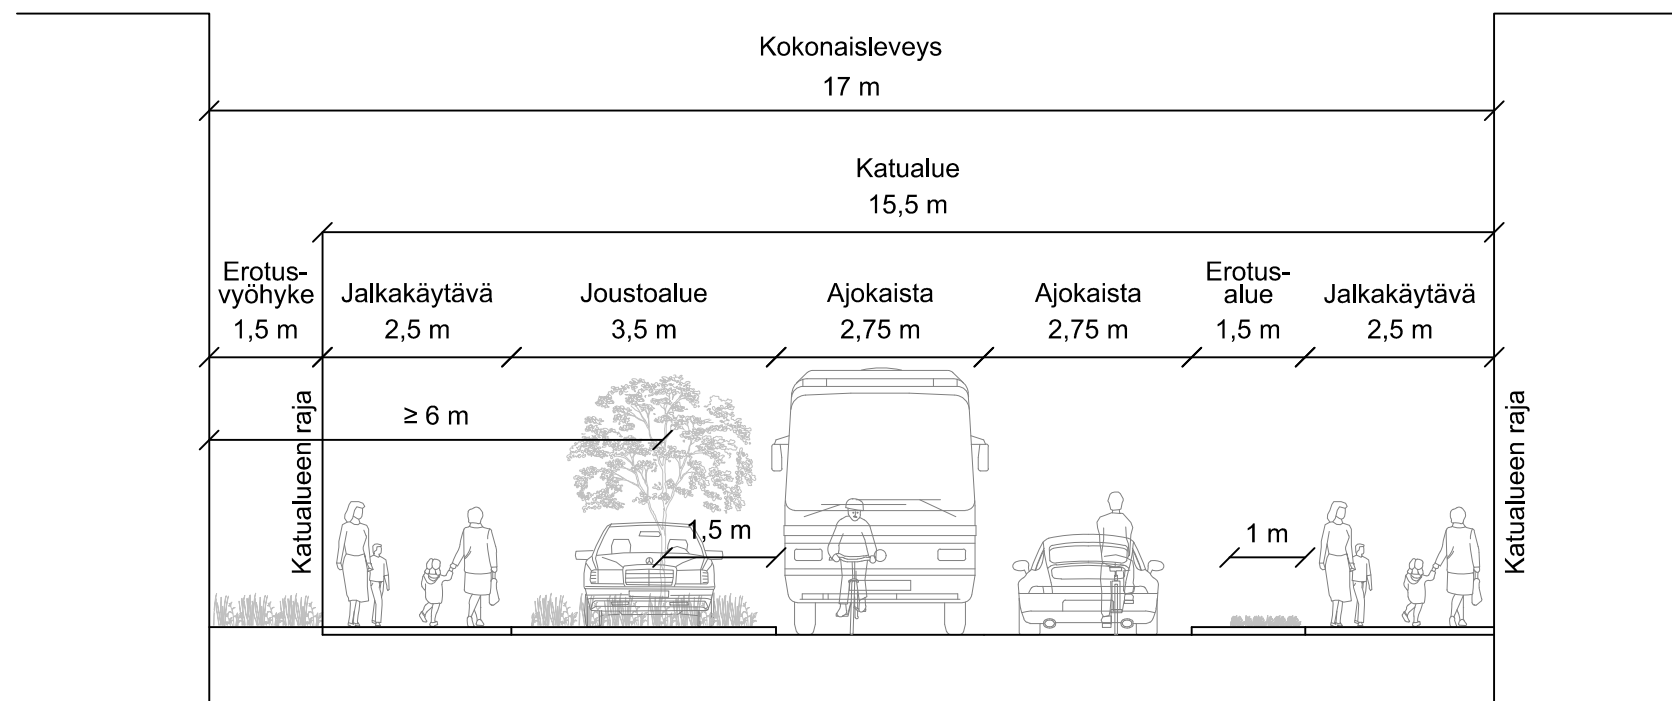 Kokonaisleveys
17 m
Katualue
15,5 m
Erotus-
vyöhyke
1,5 m
Jalkakäytävä
2,5 m
Joustoalue
3,5 m
Ajokaista
2,75 m
Ajokaista
2,75 m
Erotus-
alue
1,5 m
Jalkakäytävä
2,5 m
Katualueen raja
≥ 6 m
1,5 m
1 m
Katualueen raja